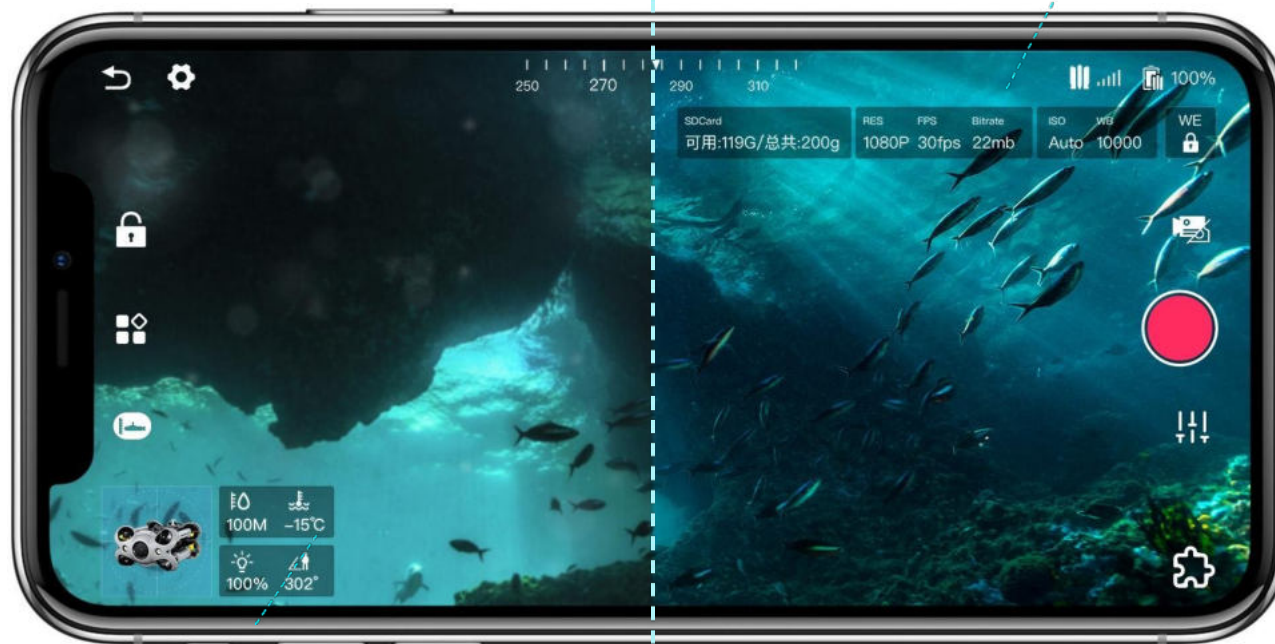 250 270 290 310
100%
SDCard
可用:119G/总共:200g
RES FPS Bitrate
1080P 30fps 22mb
ISO WB
Auto 10000
WE
100M -15℃
100% 302°